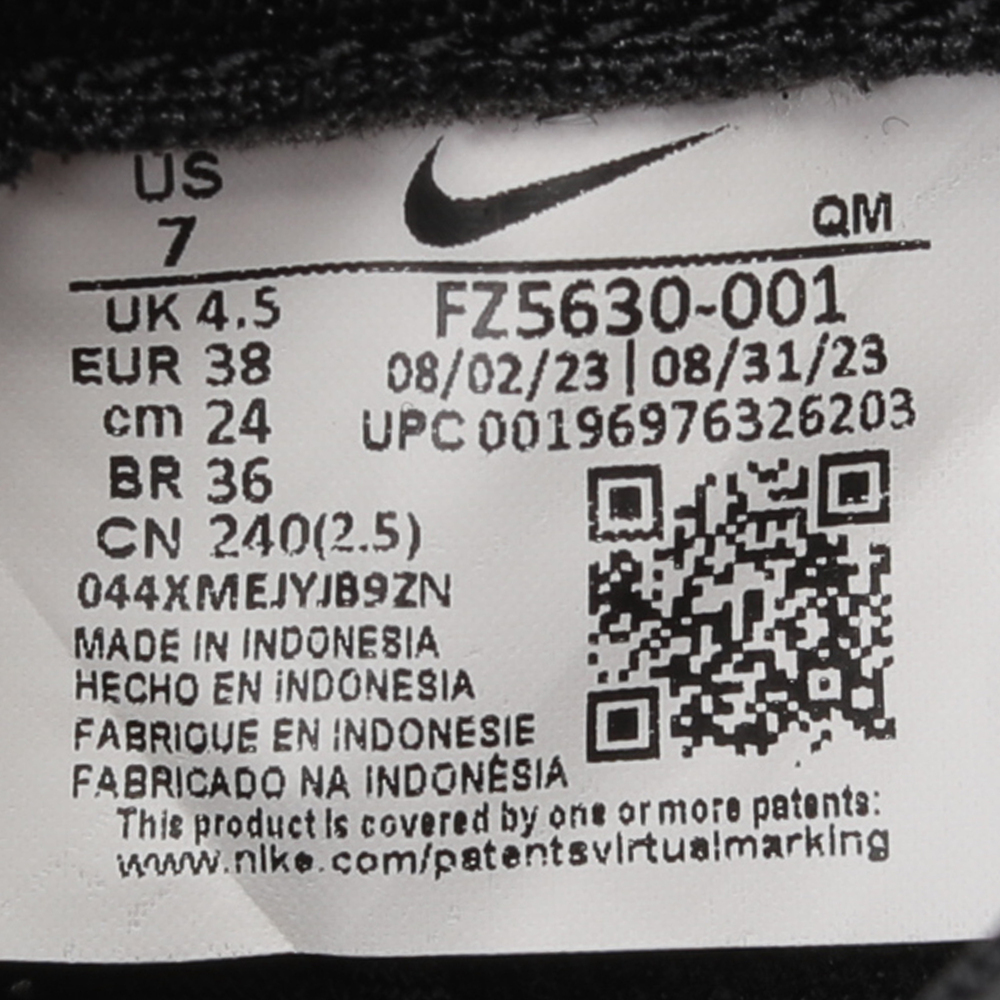 US
7
QM
UK 4.5
EUR 38
cm 24
BR 36
CN 240(2.5)
FZ5630-001
08/02/23 | 08/31/23
UPC 00196976326203
044XMEJYJB9ZN
MADE IN INDONESIA
HECHO EN INDONESIA
FABRIQUE EN INDONESIE
FABRICADO NA INDONÉSIA
This product is covered by one or more patents:
www.nike.com/patentsvirtualmarking